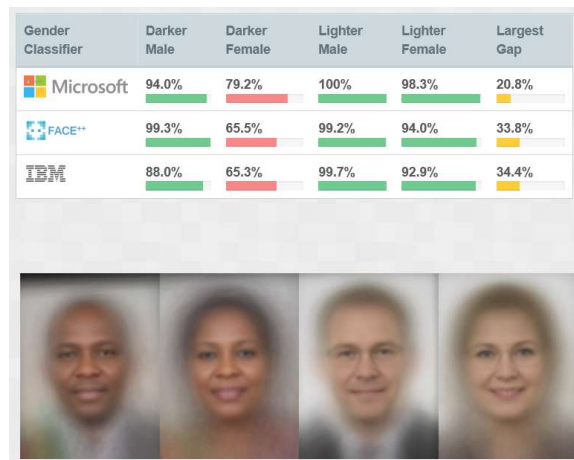 Gender Classifier Darker Male Darker Female Lighter Male Lighter Female Largest Gap
Microsoft 94.0% 79.2% 100% 98.3% 20.8%
FACE++ 99.3% 65.5% 99.2% 94.0% 33.8%
IBM 88.0% 65.3% 99.7% 92.9% 34.4%